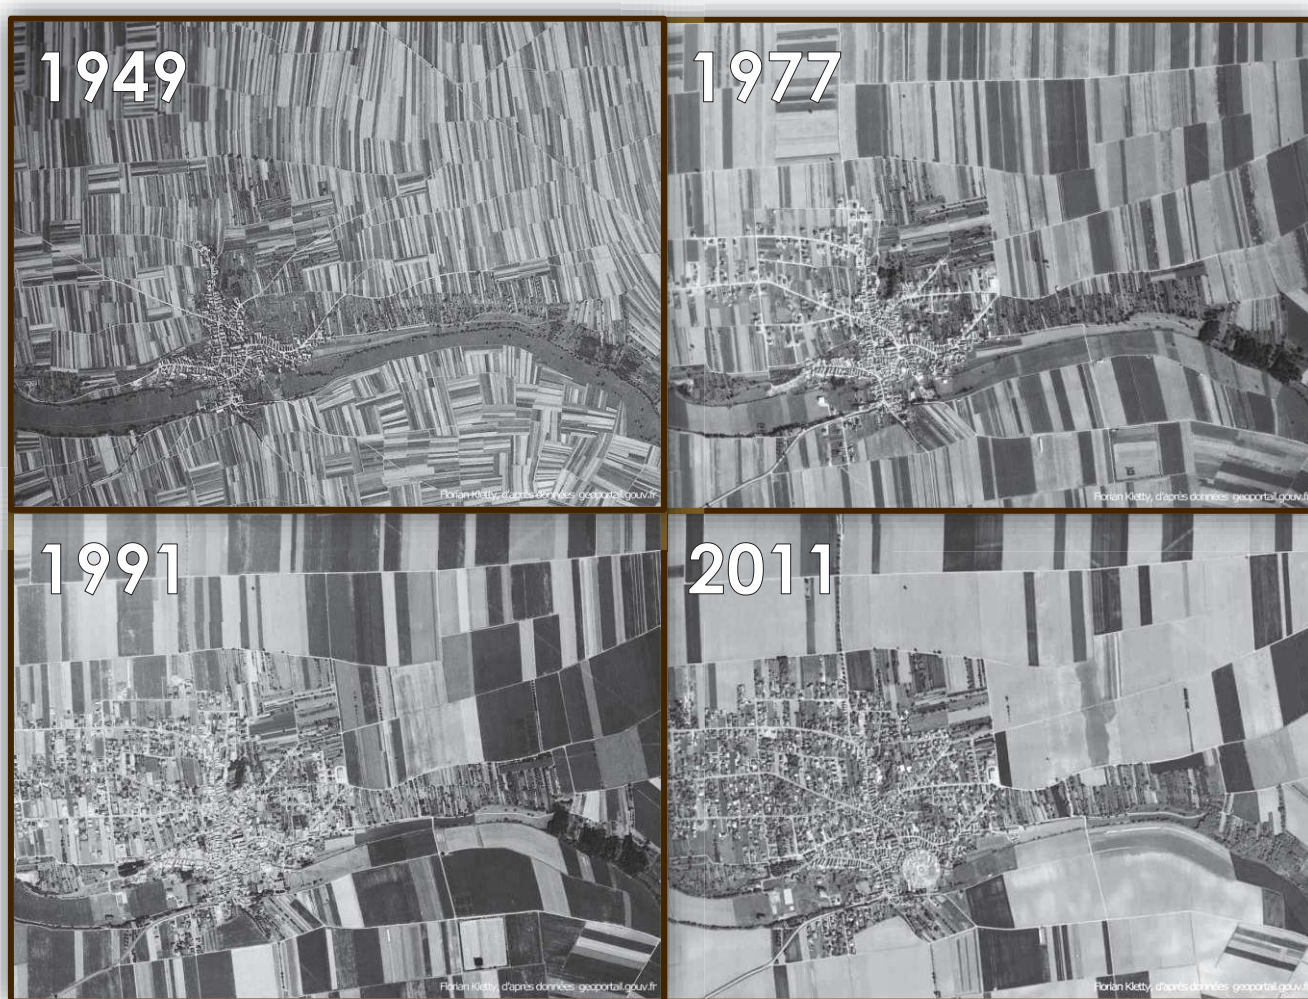 1949
1977
Florian Kletty, d'après données geoportail.gouv.fr
Florian Kletty, d'après données geoportail.gouv.fr
1991
2011
Florian Kletty, d'après données geoportail.gouv.fr
Florian Kletty, d'après données geoportail.gouv.fr